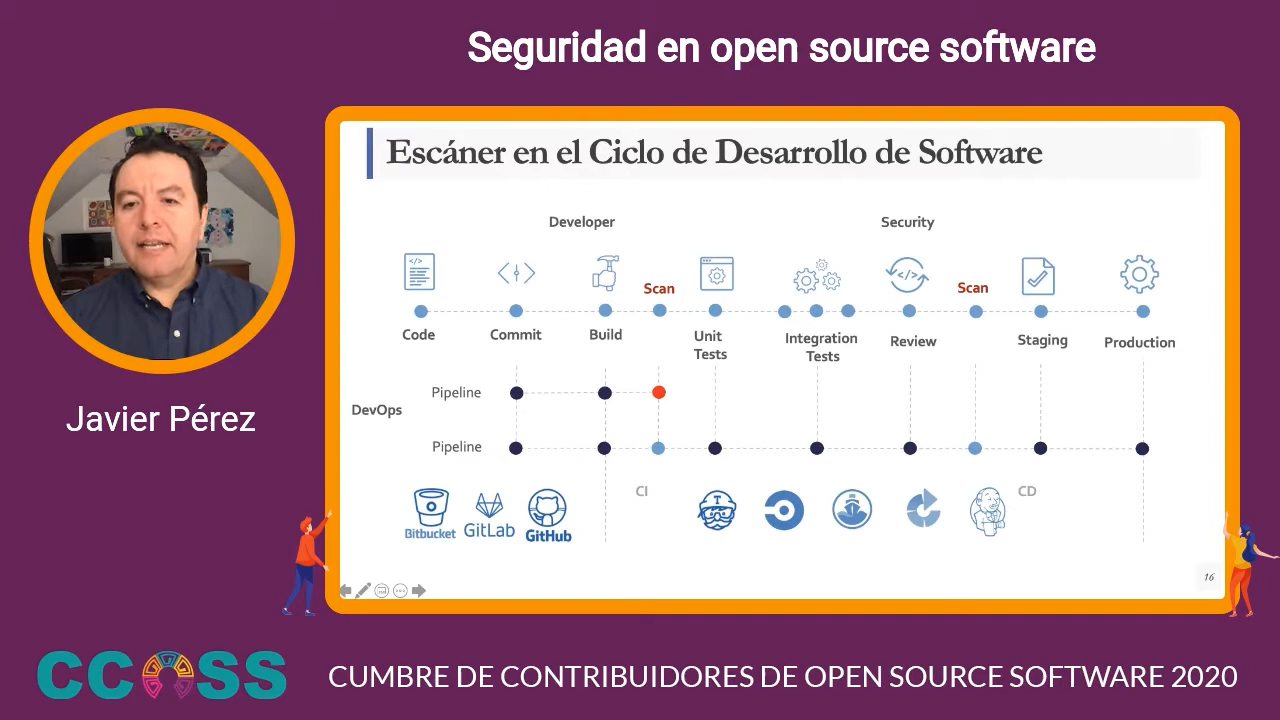 Seguridad en open source software
Escáner en el Ciclo de Desarrollo de Software
Developer
Security
Scan
Scan
Code
Commit
Build
Unit
Tests
Integration
Tests
Review
Staging
Production
Pipeline
DevOps
Pipeline
CI
CD
Bitbucket
GitLab
GitHub
T
16
Javier Pérez
CCOSS
CUMBRE DE CONTRIBUIDORES DE OPEN SOURCE SOFTWARE 2020